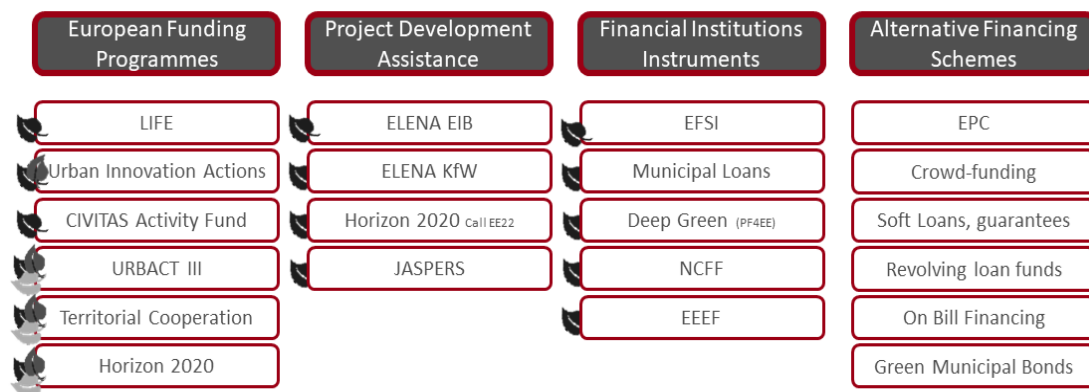 European Funding
Programmes
LIFE
Urban Innovation Actions
CIVITAS Activity Fund
URBACT III
Territorial Cooperation
Horizon 2020
Project Development
Assistance
ELENA EIB
ELENA KfW
Horizon 2020 Call EE22
JASPERS
Financial Institutions
Instruments
EFSI
Municipal Loans
Deep Green (PF4EE)
NCFF
EEEF
Alternative Financing
Schemes
EPC
Crowd-funding
Soft Loans, guarantees
Revolving loan funds
On Bill Financing
Green Municipal Bonds